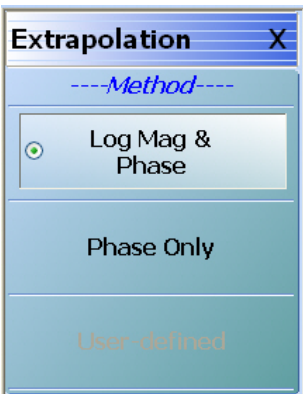 Extrapolation X
----Method----
Log Mag &
Phase
Phase Only
User-defined